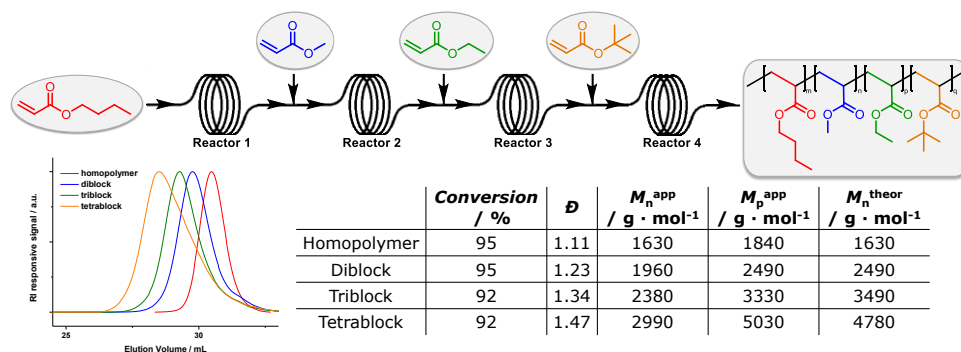 O
O
O
O
O
O
O
O
Reactor 1
Reactor 2
Reactor 3
Reactor 4
m
n
p
q
O
O
O
O
O
O
O
O
homopolymer
diblock
triblock
tetrablock
RI responsive signal / a.u.
25
30
Elution Volume / mL
Conversion / %
Đ
Mₙᵃᵖᵖ / g · mol⁻¹
Mₚᵃᵖᵖ / g · mol⁻¹
Mₙᵗʰᵉᵒʳ / g · mol⁻¹
Homopolymer 95 1.11 1630 1840 1630
Diblock 95 1.23 1960 2490 2490
Triblock 92 1.34 2380 3330 3490
Tetrablock 92 1.47 2990 5030 4780